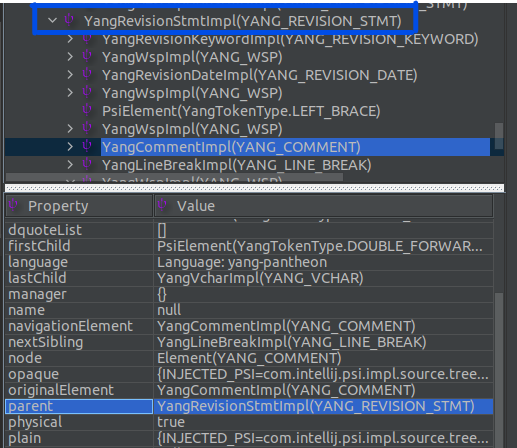 YangRevisionStmtImpl(YANG_REVISION_STMT)
YangRevisionKeywordImpl(YANG_REVISION_KEYWORD)
YangWspImpl(YANG_WSP)
YangRevisionDateImpl(YANG_REVISION_DATE)
YangWspImpl(YANG_WSP)
PsiElement(YangTokenType.LEFT_BRACE)
YangWspImpl(YANG_WSP)
YangCommentImpl(YANG_COMMENT)
YangLineBreakImpl(YANG_LINE_BREAK)
YangWspImpl(YANG_WSP)
Property Value
dquoteList []
firstChild PsiElement(YangTokenType.DOUBLE_FORWAR...
language Language: yang-pantheon
lastChild YangVcharImpl(YANG_VCHAR)
manager {}
name null
navigationElement YangCommentImpl(YANG_COMMENT)
nextSibling YangLineBreakImpl(YANG_LINE_BREAK)
node Element(YANG_COMMENT)
opaque {INJECTED_PSI=com.intellij.psi.impl.source.tree...
originalElement YangCommentImpl(YANG_COMMENT)
parent YangRevisionStmtImpl(YANG_REVISION_STMT)
physical true
plain {INJECTED_PSI=com.intellij.psi.impl.source.tree...